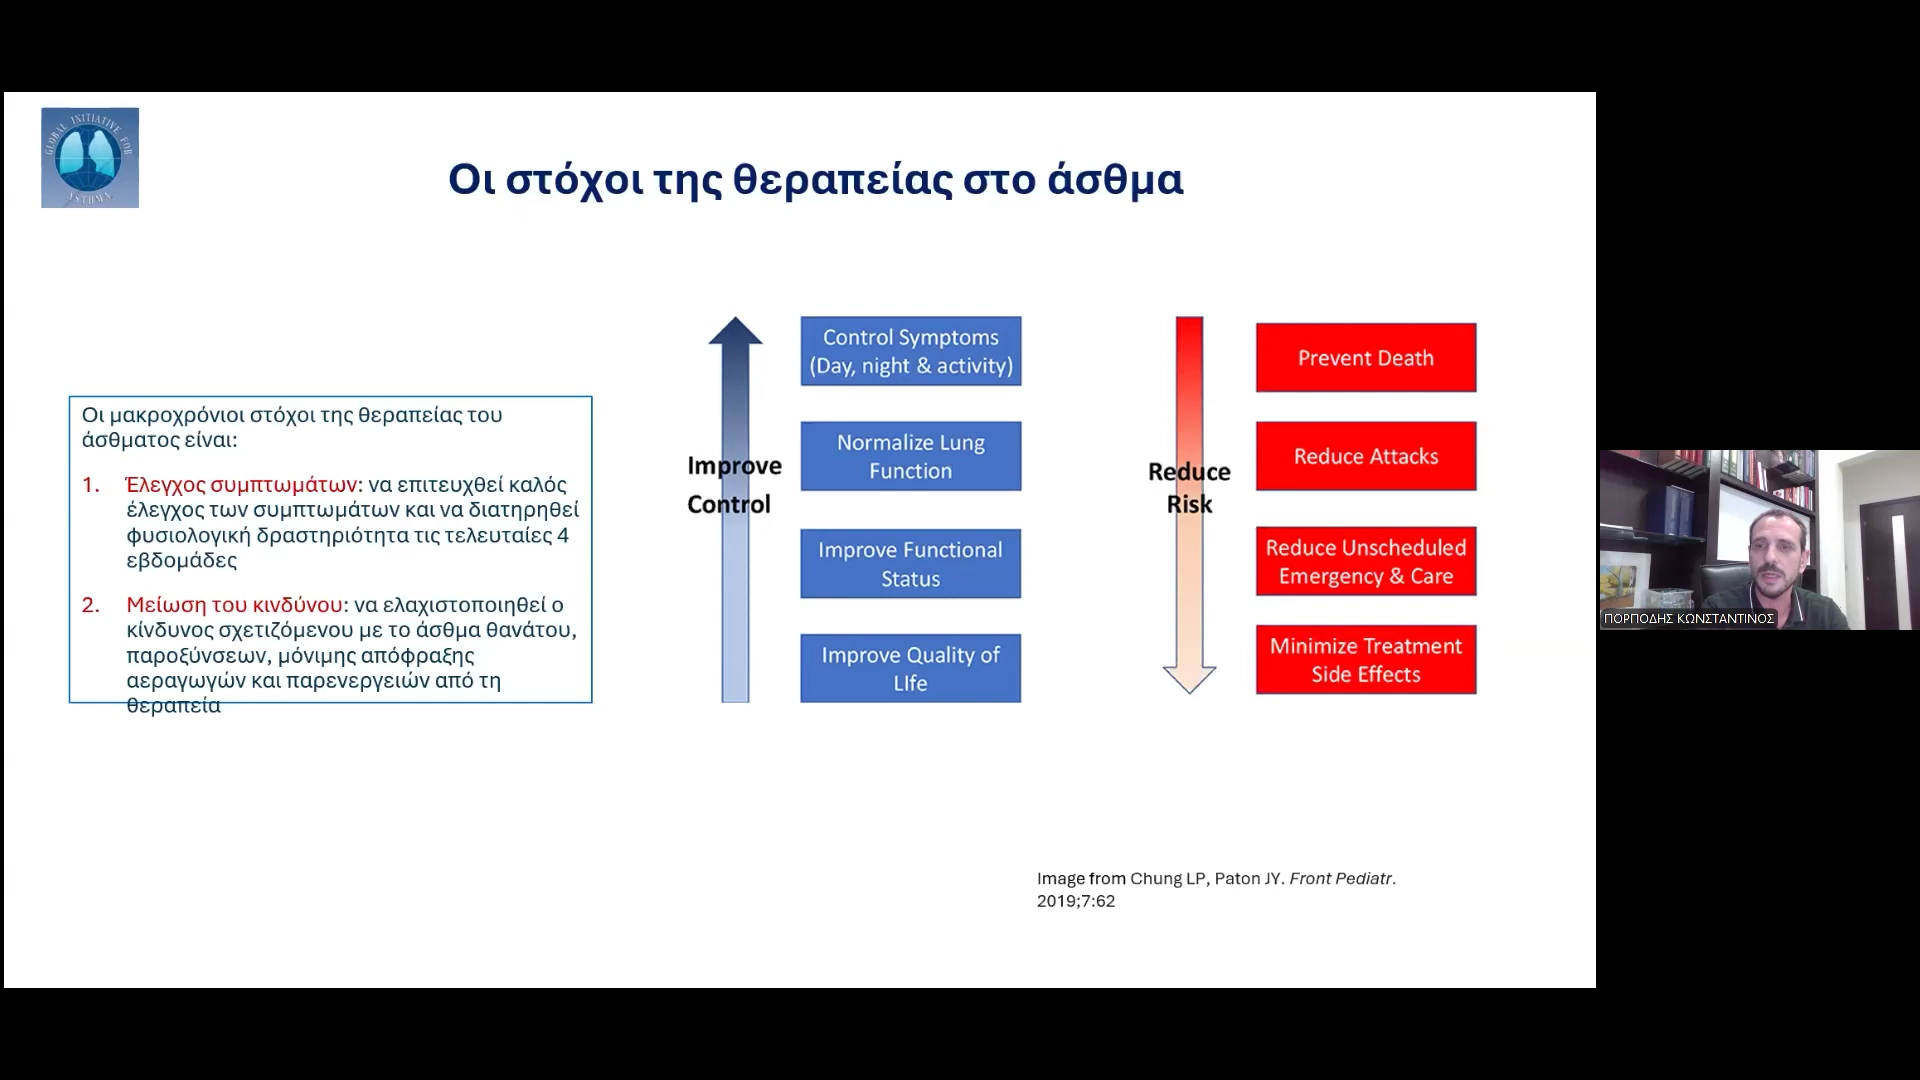 GLOBAL INITIATIVE FOR
ASTHMA
Οι στόχοι της θεραπείας στο άσθμα
Οι μακροχρόνιοι στόχοι της θεραπείας του
άσθματος είναι:
1. Έλεγχος συμπτωμάτων: να επιτευχθεί καλός
έλεγχος των συμπτωμάτων και να διατηρηθεί
φυσιολογική δραστηριότητα τις τελευταίες 4
εβδομάδες
2. Μείωση του κινδύνου: να ελαχιστοποιηθεί ο
κίνδυνος σχετιζόμενου με το άσθμα θανάτου,
παροξύνσεων, μόνιμης απόφραξης
αεραγωγών και παρενεργειών από τη
θεραπεία
Improve
Control
Control Symptoms
(Day, night & activity)
Normalize Lung
Function
Improve Functional
Status
Improve Quality of
LIfe
Reduce
Risk
Prevent Death
Reduce Attacks
Reduce Unscheduled
Emergency & Care
Minimize Treatment
Side Effects
Image from Chung LP, Paton JY. Front Pediatr.
2019;7:62
ΠΟΡΠΟΔΗΣ ΚΩΝΣΤΑΝΤΙΝΟΣ